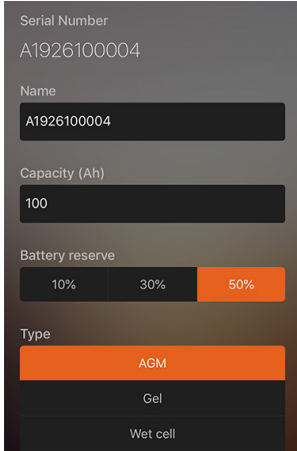 Serial Number
A1926100004
Name
A1926100004
Capacity (Ah)
100
Battery reserve
10% 30% 50%
Type
AGM
Gel
Wet cell